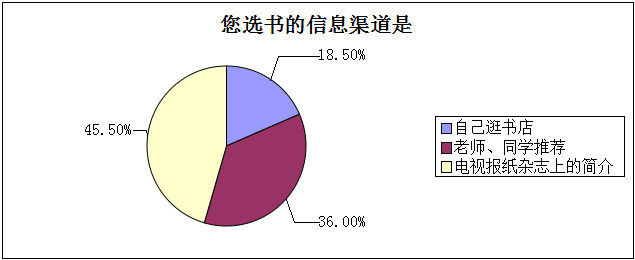 您选书的信息渠道是
18.50%
45.50%
36.00%
自己逛书店
老师、同学推荐
电视报纸杂志上的简介